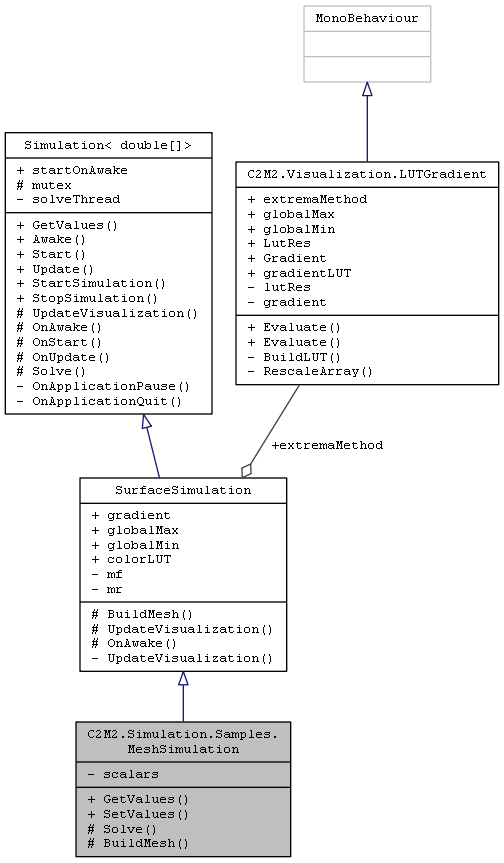 MonoBehaviour
Simulation< double[]>
+ startOnAwake
# mutex
- solveThread
+ GetValues()
+ Awake()
+ Start()
+ Update()
+ StartSimulation()
+ StopSimulation()
# UpdateVisualization()
# OnAwake()
# OnStart()
# OnUpdate()
# Solve()
- OnApplicationPause()
- OnApplicationQuit()
C2M2.Visualization.LUTGradient
+ extremaMethod
+ globalMax
+ globalMin
+ LutRes
+ Gradient
+ gradientLUT
- lutRes
- gradient
+ Evaluate()
+ Evaluate()
- BuildLUT()
- RescaleArray()
+extremaMethod
SurfaceSimulation
+ gradient
+ globalMax
+ globalMin
+ colorLUT
- mf
- mr
# BuildMesh()
# UpdateVisualization()
# OnAwake()
- UpdateVisualization()
C2M2.Simulation.Samples.
MeshSimulation
- scalars
+ GetValues()
+ SetValues()
# Solve()
# BuildMesh()